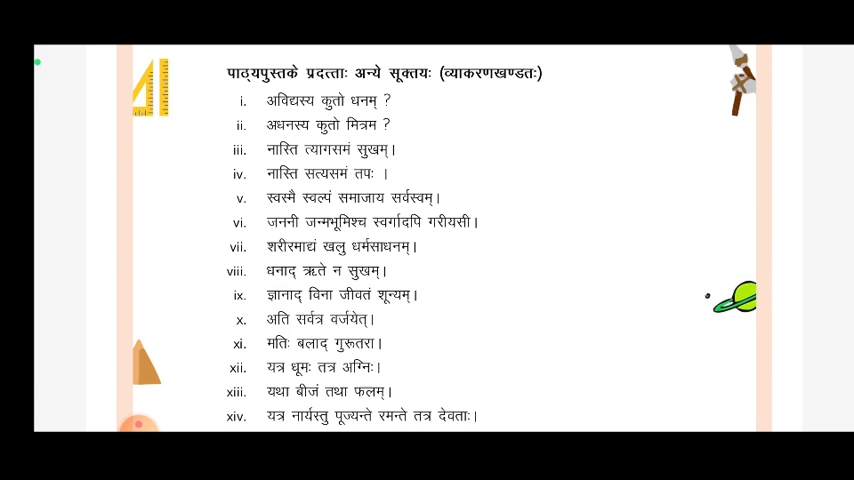 पाठ्यपुस्तके प्रदत्ताः अन्ये सूक्तयः (व्याकरणखण्डतः)
i. अविद्यस्य कुतो धनम् ?
ii. अधनस्य कुतो मित्रम ?
iii. नास्ति त्यागसमं सुखम्।
iv. नास्ति सत्यसमं तपः ।
v. स्वस्मै स्वल्पं समाजाय सर्वस्वम्।
vi. जननी जन्मभूमिश्च स्वर्गादपि गरीयसी।
vii. शरीरमाद्यं खलु धर्मसाधनम्।
viii. धनाद् ऋते न सुखम्।
ix. ज्ञानाद् विना जीवतं शून्यम्।
x. अति सर्वत्र वर्जयेत्।
xi. मतिः बलाद् गुरूतरा।
xii. यत्र धूमः तत्र अग्निः।
xiii. यथा बीजं तथा फलम्।
xiv. यत्र नार्यस्तु पूज्यन्ते रमन्ते तत्र देवताः।